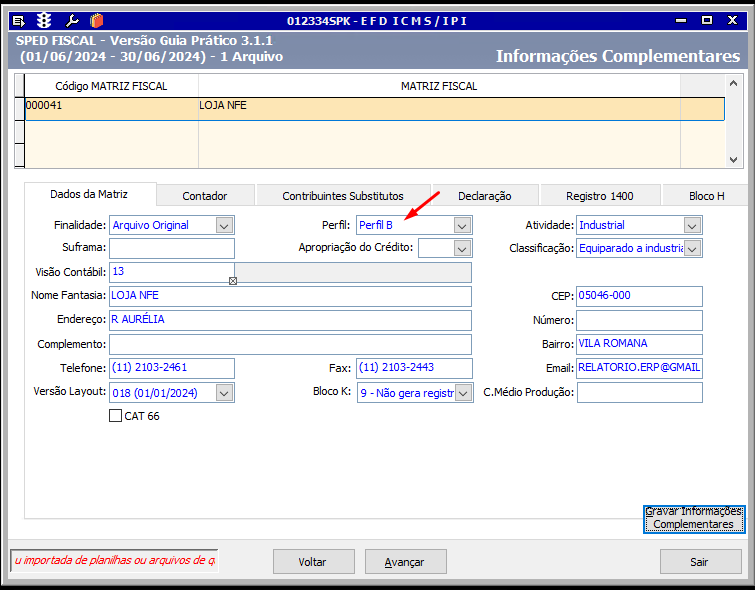 012334SPK - E F D I C M S / I P I
SPED FISCAL - Versão Guia Prático 3.1.1
(01/06/2024 - 30/06/2024) - 1 Arquivo
Informações Complementares
Código MATRIZ FISCAL MATRIZ FISCAL
000041 LOJA NFE
Dados da Matriz Contador Contribuintes Substitutos Declaração Registro 1400 Bloco H
Finalidade: Arquivo Original Perfil: Perfil B Atividade: Industrial
Suframa: Apropriação do Crédito: Classificação: Equiparado a industria
Visão Contábil: 13
Nome Fantasia: LOJA NFE CEP: 05046-000
Endereço: R AURÉLIA Número:
Complemento: Bairro: VILA ROMANA
Telefone: (11) 2103-2461 Fax: (11) 2103-2443 Email: RELATORIO.ERP@GMAIL
Versão Layout: 018 (01/01/2024) Bloco K: 9 - Não gera registr C.Médio Produção:
CAT 66
Gravar Informações
Complementares
u importada de planilhas ou arquivos de q
Voltar Avançar Sair